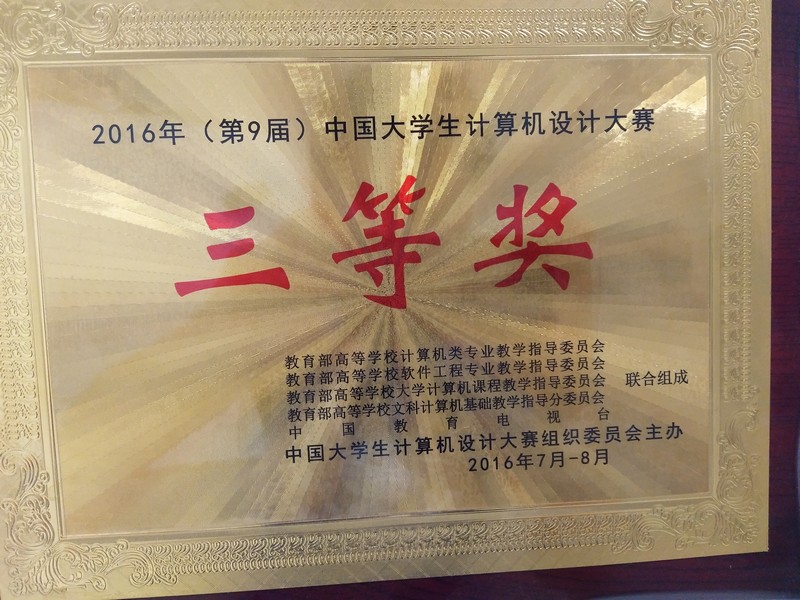 2016年（第9届）中国大学生计算机设计大赛
三等奖
教育部高等学校计算机类专业教学指导委员会
教育部高等学校软件工程专业教学指导委员会
教育部高等学校大学计算机课程教学指导委员会 联合组成
教育部高等学校文科计算机基础教学指导分委员会
中国教育电视台
中国大学生计算机设计大赛组织委员会主办
2016年7月-8月